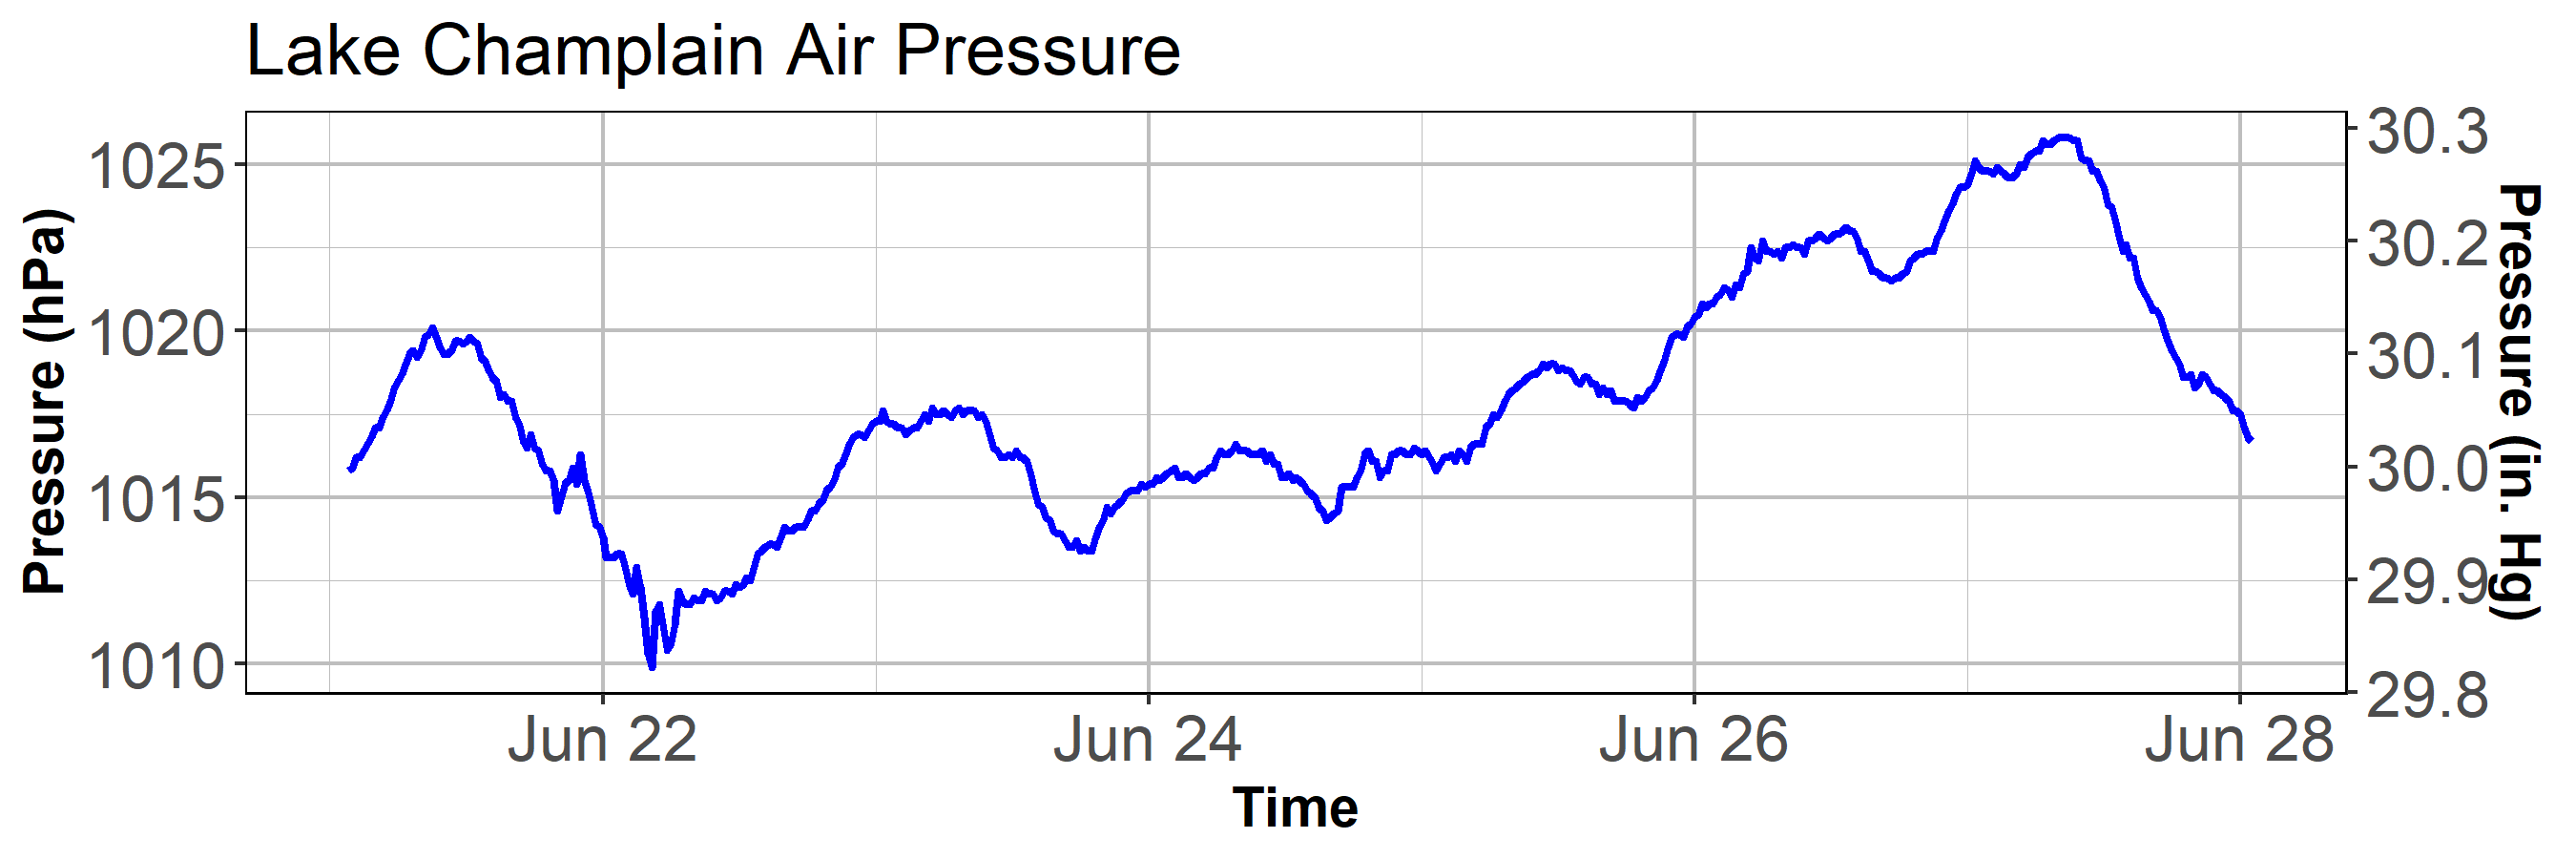 Lake Champlain Air Pressure
Pressure (hPa)
1025
1020
1015
1010
30.3
30.2
30.1
30.0
29.9
29.8
Pressure (in. Hg)
Jun 22 Jun 24 Jun 26 Jun 28
Time